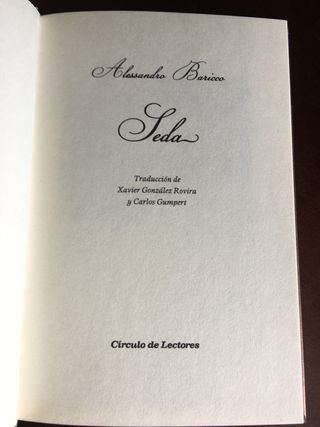 Alessandro Baricco
Seda
Traducción de
Xavier González Rovira
y Carlos Gumpert
Círculo de Lectores